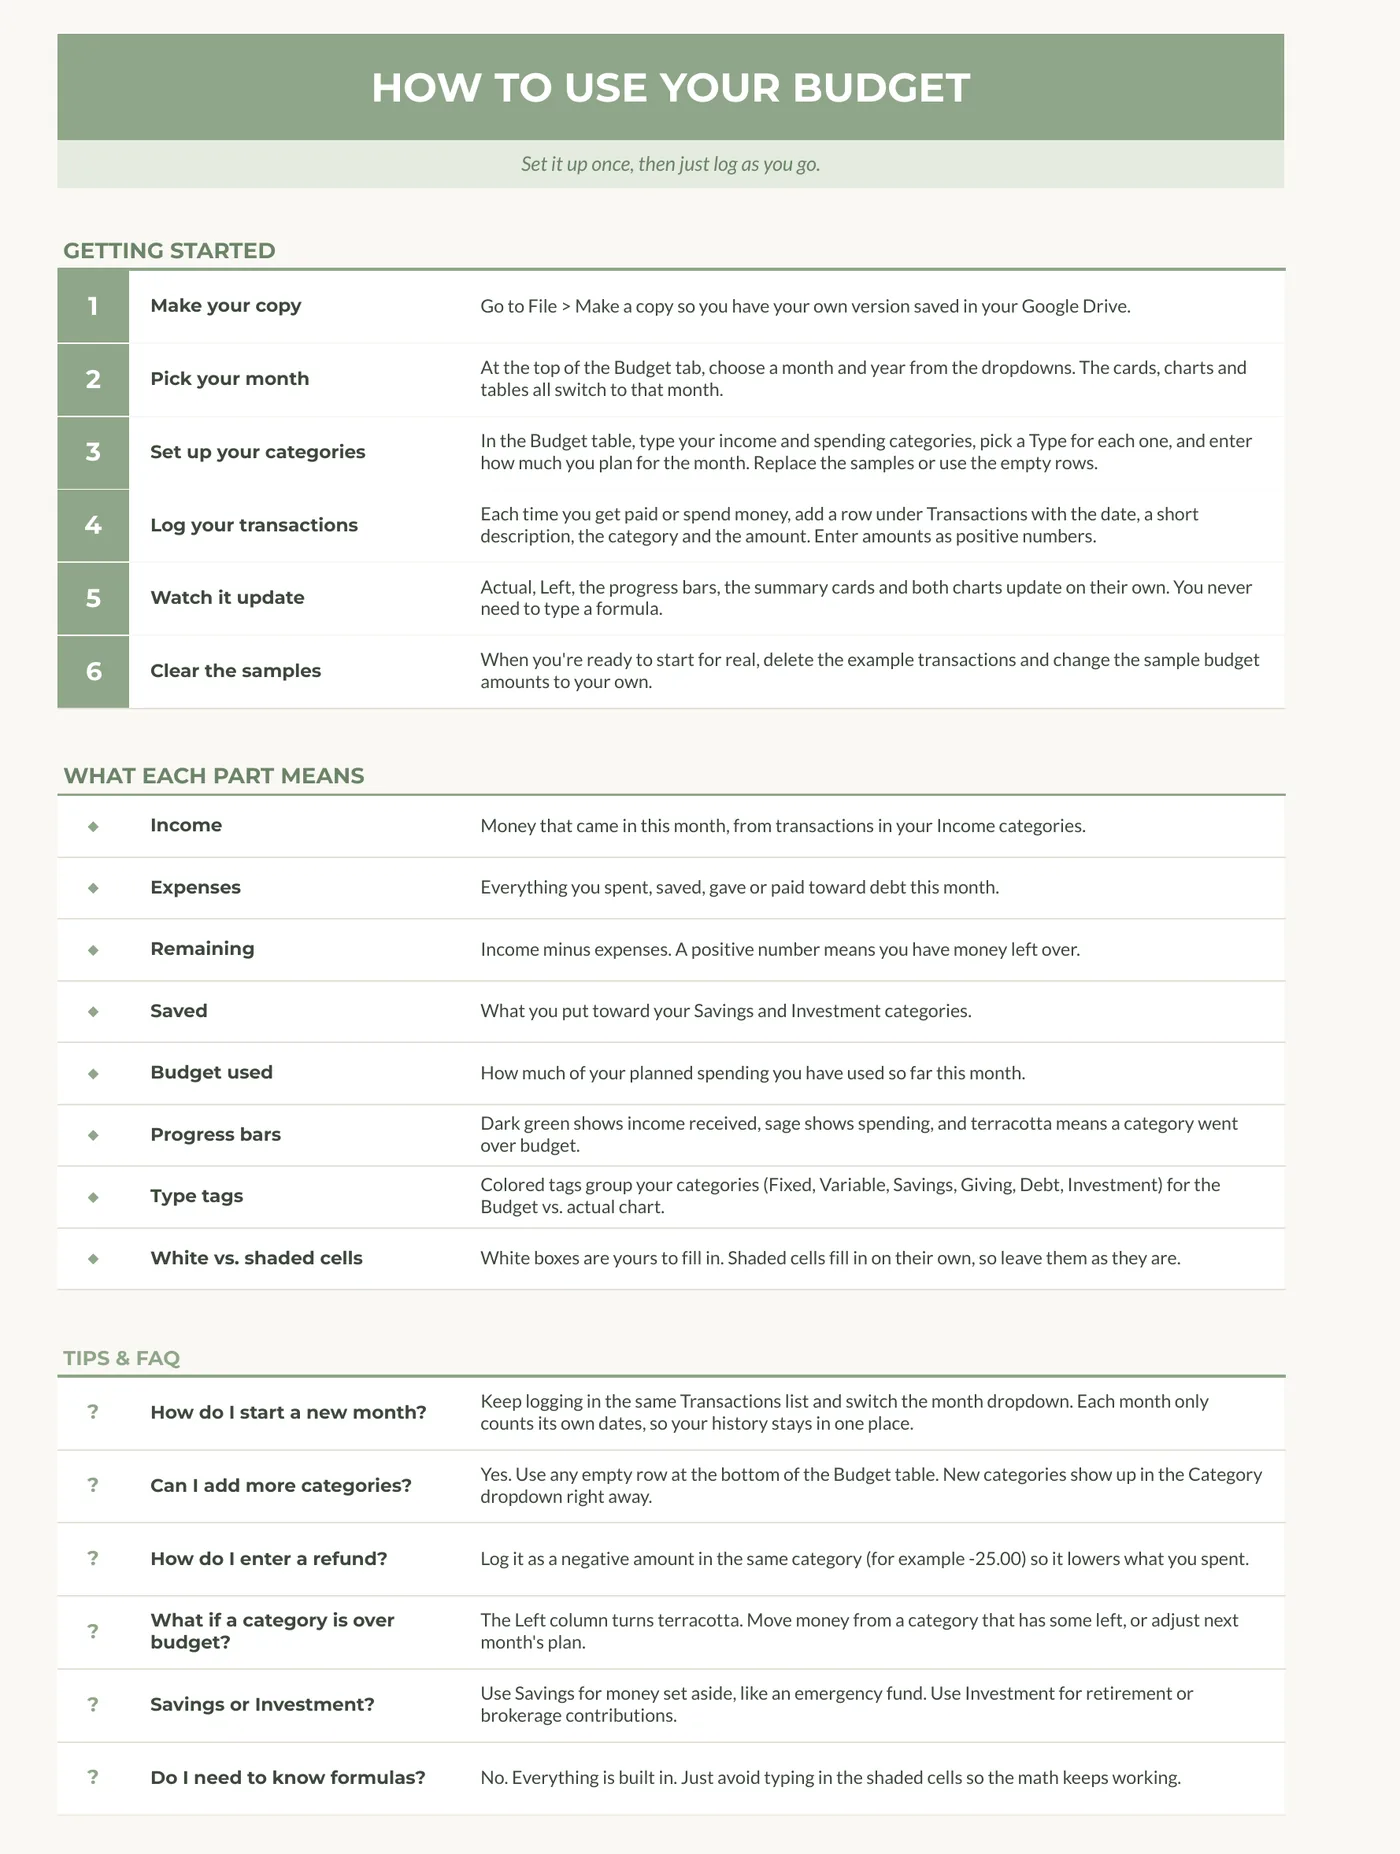 HOW TO USE YOUR BUDGET
Set it up once, then just log as you go.
GETTING STARTED
1
Make your copy
Go to File > Make a copy so you have your own version saved in your Google Drive.
2
Pick your month
At the top of the Budget tab, choose a month and year from the dropdowns. The cards, charts and
tables all switch to that month.
3
Set up your categories
In the Budget table, type your income and spending categories, pick a Type for each one, and enter
how much you plan for the month. Replace the samples or use the empty rows.
4
Log your transactions
Each time you get paid or spend money, add a row under Transactions with the date, a short
description, the category and the amount. Enter amounts as positive numbers.
5
Watch it update
Actual, Left, the progress bars, the summary cards and both charts update on their own. You never
need to type a formula.
6
Clear the samples
When you're ready to start for real, delete the example transactions and change the sample budget
amounts to your own.
WHAT EACH PART MEANS
◆
Income
Money that came in this month, from transactions in your Income categories.
◆
Expenses
Everything you spent, saved, gave or paid toward debt this month.
◆
Remaining
Income minus expenses. A positive number means you have money left over.
◆
Saved
What you put toward your Savings and Investment categories.
◆
Budget used
How much of your planned spending you have used so far this month.
◆
Progress bars
Dark green shows income received, sage shows spending, and terracotta means a category went
over budget.
◆
Type tags
Colored tags group your categories (Fixed, Variable, Savings, Giving, Debt, Investment) for the
Budget vs. actual chart.
◆
White vs. shaded cells
White boxes are yours to fill in. Shaded cells fill in on their own, so leave them as they are.
TIPS & FAQ
?
How do I start a new month?
Keep logging in the same Transactions list and switch the month dropdown. Each month only
counts its own dates, so your history stays in one place.
?
Can I add more categories?
Yes. Use any empty row at the bottom of the Budget table. New categories show up in the Category
dropdown right away.
?
How do I enter a refund?
Log it as a negative amount in the same category (for example -25.00) so it lowers what you spent.
?
What if a category is over
budget?
The Left column turns terracotta. Move money from a category that has some left, or adjust next
month's plan.
?
Savings or Investment?
Use Savings for money set aside, like an emergency fund. Use Investment for retirement or
brokerage contributions.
?
Do I need to know formulas?
No. Everything is built in. Just avoid typing in the shaded cells so the math keeps working.